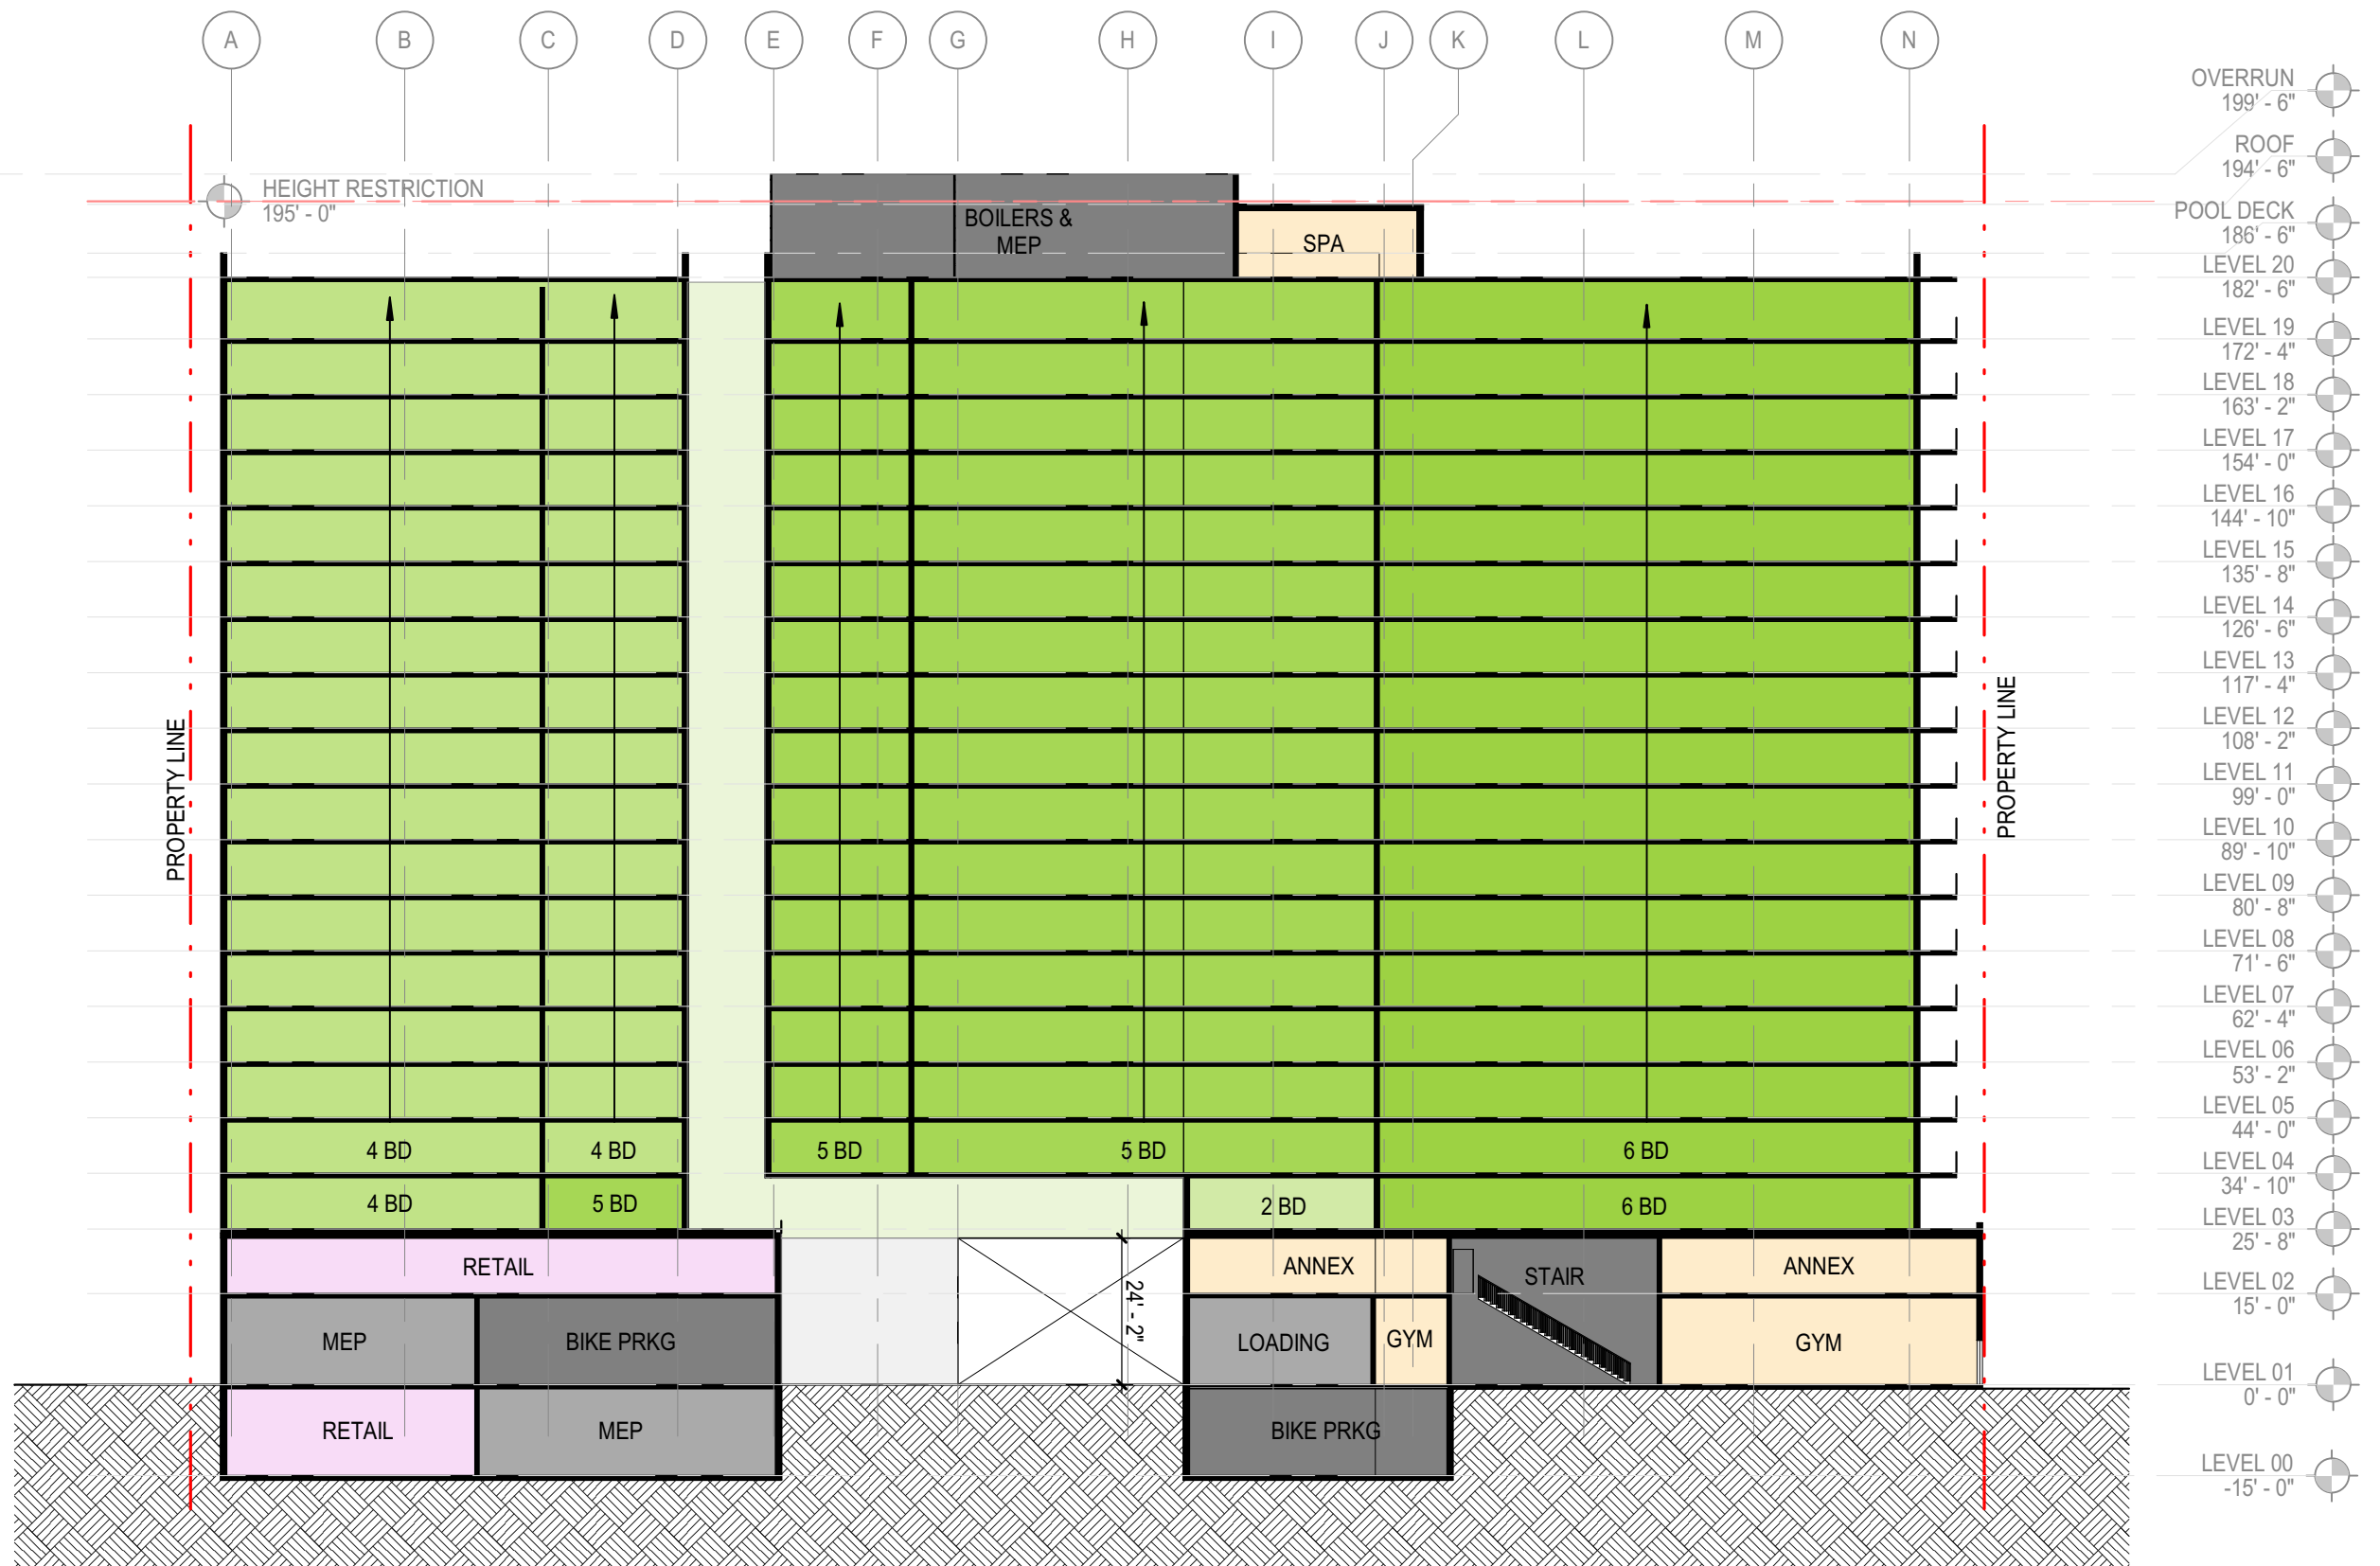 A
B
C
D
E
F
G
H
I
J
K
L
M
N
OVERRUN
199' - 6"
ROOF
194' - 6"
HEIGHT RESTRICTION
195' - 0"
POOL DECK
186' - 6"
BOILERS &
MEP
SPA
LEVEL 20
182' - 6"
LEVEL 19
172' - 4"
LEVEL 18
163' - 2"
LEVEL 17
154' - 0"
LEVEL 16
144' - 10"
LEVEL 15
135' - 8"
LEVEL 14
126' - 6"
LEVEL 13
117' - 4"
LEVEL 12
108' - 2"
LEVEL 11
99' - 0"
LEVEL 10
89' - 10"
LEVEL 09
80' - 8"
LEVEL 08
71' - 6"
LEVEL 07
62' - 4"
LEVEL 06
53' - 2"
LEVEL 05
44' - 0"
LEVEL 04
34' - 10"
LEVEL 03
25' - 8"
LEVEL 02
15' - 0"
LEVEL 01
0' - 0"
LEVEL 00
-15' - 0"
PROPERTY LINE
PROPERTY LINE
4 BD
4 BD
5 BD
5 BD
6 BD
4 BD
5 BD
2 BD
6 BD
RETAIL
24' - 2"
ANNEX
STAIR
ANNEX
MEP
BIKE PRKG
LOADING
GYM
GYM
RETAIL
MEP
BIKE PRKG